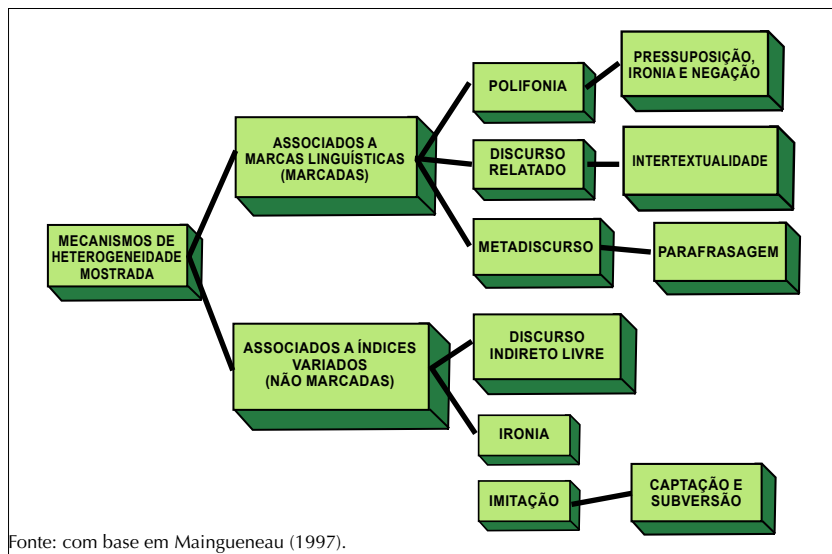 MECANISMOS DE
HETEROGENEIDADE
MOSTRADA
ASSOCIADOS A
MARCAS LINGUÍSTICAS
(MARCADAS)
POLIFONIA
PRESSUPOSIÇÃO,
IRONIA E NEGAÇÃO
DISCURSO
RELATADO
INTERTEXTUALIDADE
METADISCURSO
PARAFRASAGEM
ASSOCIADOS A ÍNDICES
VARIADOS
(NÃO MARCADAS)
DISCURSO
INDIRETO LIVRE
IRONIA
IMITAÇÃO
CAPTAÇÃO E
SUBVERSÃO
Fonte: com base em Maingueneau (1997).